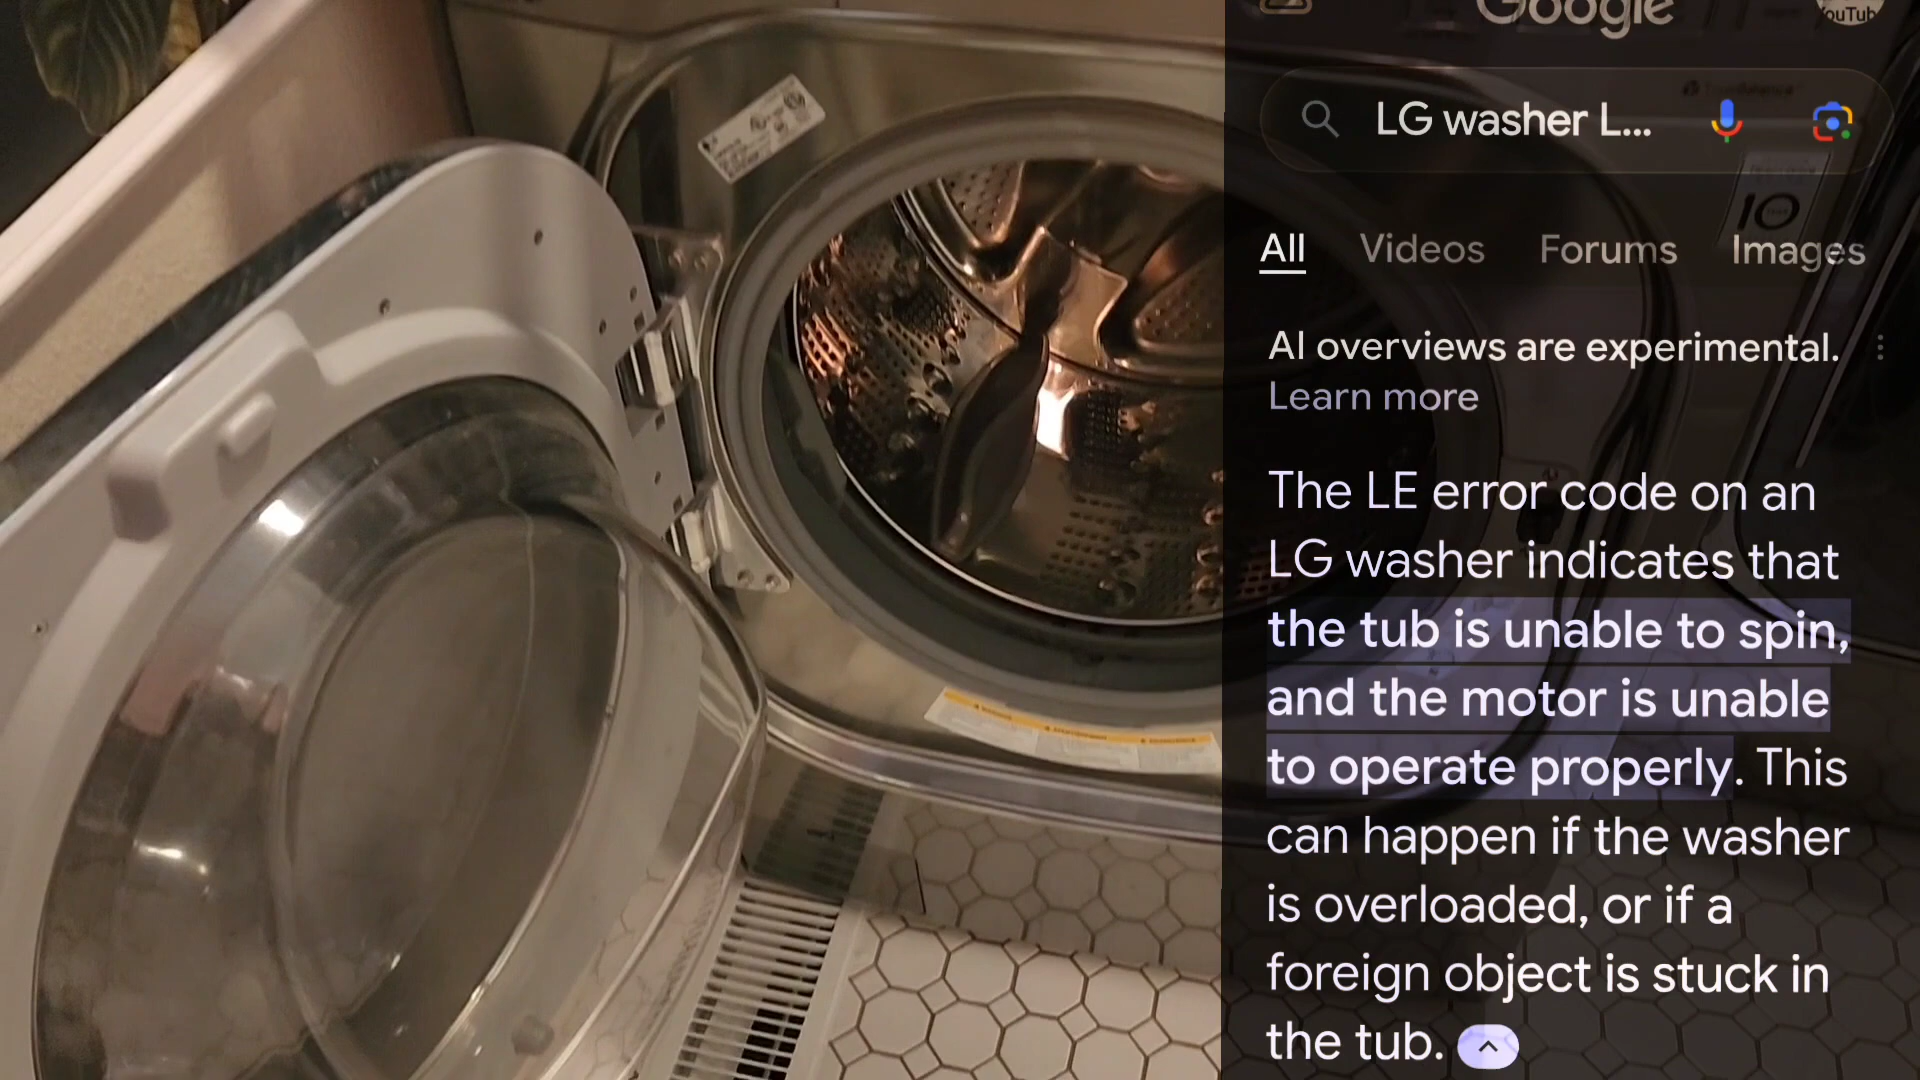 Google
YouTub
LG washer L...
10
All Videos Forums Images
AI overviews are experimental.
Learn more
The LE error code on an
LG washer indicates that
the tub is unable to spin,
and the motor is unable
to operate properly. This
can happen if the washer
is overloaded, or if a
foreign object is stuck in
the tub.